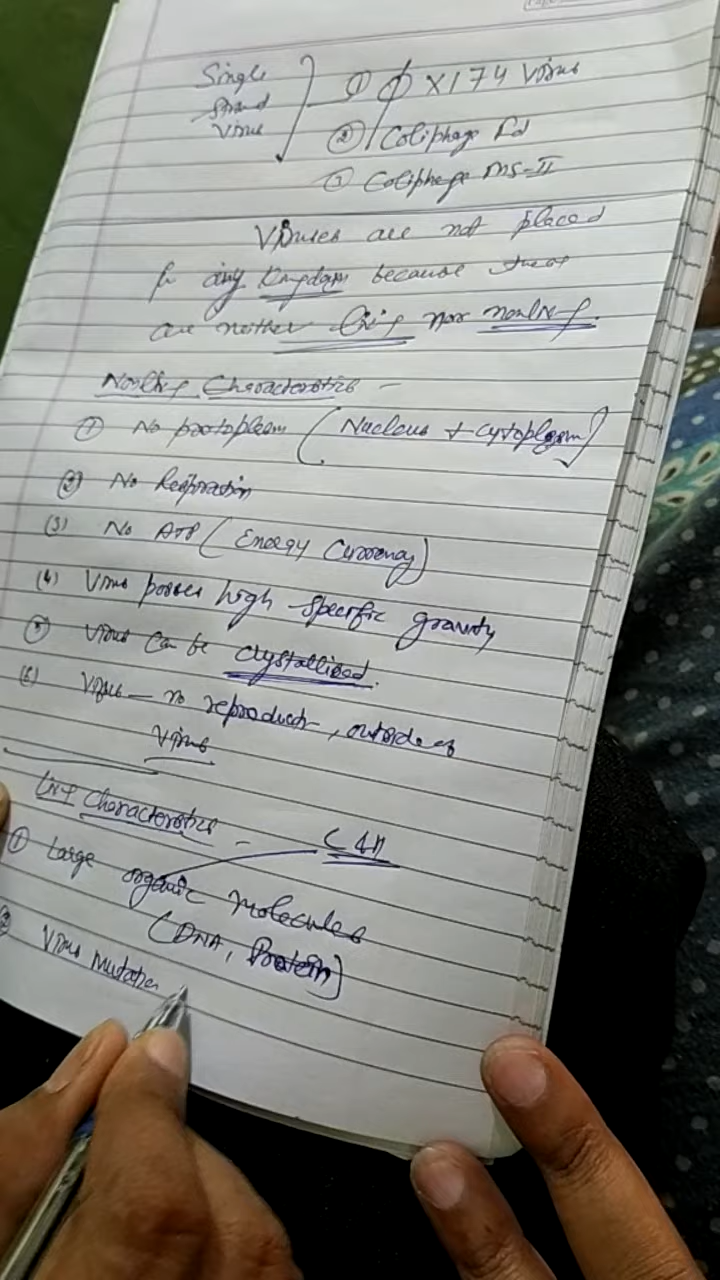 Single
strand
virus
① ϕ X174 Virus
② Coliphage fd
③ Coliphage MS-II
Viruses are not placed
in any kingdom because these
are neither living nor nonliving.
Nonliving Characteristics -
① No protoplasm (Nucleus + Cytoplasm)
② No Respiration
(3) No ATP (Energy Currency)
(4) Virus posses high specific gravity
⑤ Virus can be crystallised.
(6) Virus - no reproduct-, outside of
Virus
Living Characteristics -
C & H
① Large organic molecules
(DNA, Protein)
② Virus Mutation